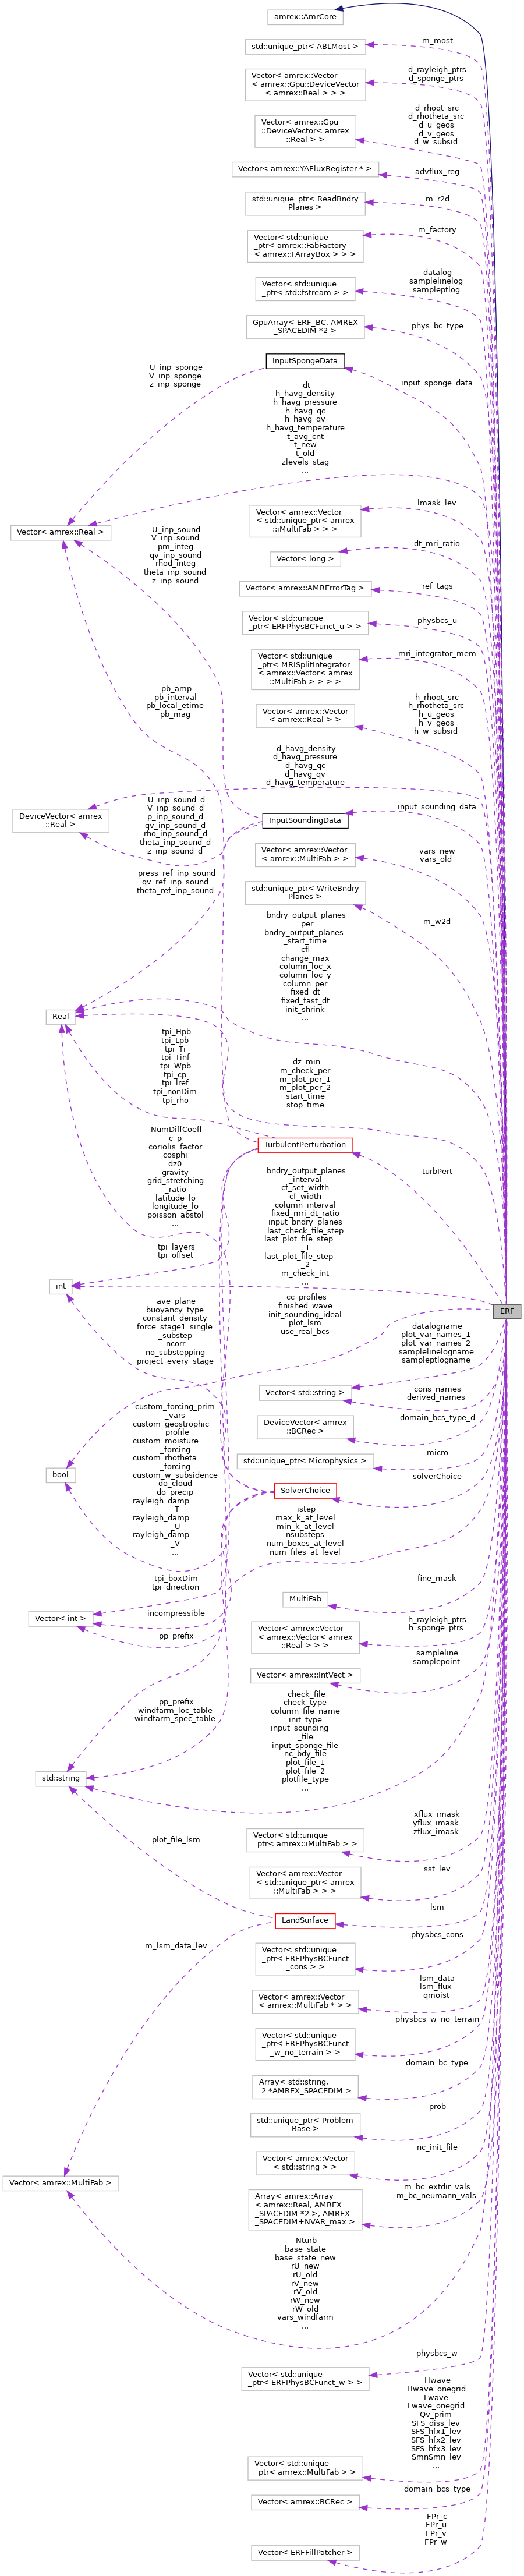 amrex::AmrCore
m_most
std::unique_ptr< ABLMost >
d_rayleigh_ptrs
d_sponge_ptrs
Vector< amrex::Vector
< amrex::Gpu::DeviceVector
< amrex::Real > > >
d_rhoqt_src
d_rhotheta_src
d_u_geos
d_v_geos
d_w_subsid
Vector< amrex::Gpu
::DeviceVector< amrex
::Real > >
advflux_reg
Vector< amrex::YAFluxRegister * >
m_r2d
std::unique_ptr< ReadBndry
Planes >
m_factory
Vector< std::unique
_ptr< amrex::FabFactory
< amrex::FArrayBox > > >
datalog
samplelinelog
sampleptlog
Vector< std::unique
_ptr< std::fstream > >
phys_bc_type
GpuArray< ERF_BC, AMREX
_SPACEDIM *2 >
InputSpongeData
U_inp_sponge
V_inp_sponge
z_inp_sponge
input_sponge_data
dt
h_havg_density
h_havg_pressure
h_havg_qc
h_havg_qv
h_havg_temperature
t_avg_cnt
t_new
t_old
zlevels_stag
...
Vector< amrex::Real >
lmask_lev
Vector< amrex::Vector
< std::unique_ptr< amrex
::iMultiFab > > >
U_inp_sound
V_inp_sound
pm_integ
qv_inp_sound
rhod_integ
theta_inp_sound
z_inp_sound
dt_mri_ratio
Vector< long >
ref_tags
Vector< amrex::AMRErrorTag >
physbcs_u
Vector< std::unique
_ptr< ERFPhysBCFunct_u > >
mri_integrator_mem
Vector< std::unique
_ptr< MRISplitIntegrator
< amrex::Vector< amrex
::MultiFab > > > >
pb_amp
pb_interval
pb_local_etime
pb_mag
h_rhoqt_src
h_rhotheta_src
h_u_geos
h_v_geos
h_w_subsid
Vector< amrex::Vector
< amrex::Real > >
d_havg_density
d_havg_pressure
d_havg_qc
d_havg_qv
d_havg_temperature
DeviceVector< amrex
::Real >
U_inp_sound_d
V_inp_sound_d
p_inp_sound_d
qv_inp_sound_d
rho_inp_sound_d
theta_inp_sound_d
z_inp_sound_d
InputSoundingData
input_sounding_data
vars_new
vars_old
Vector< amrex::Vector
< amrex::MultiFab > >
press_ref_inp_sound
qv_ref_inp_sound
theta_ref_inp_sound
std::unique_ptr< WriteBndry
Planes >
m_w2d
bndry_output_planes
_per
bndry_output_planes
_start_time
cfl
change_max
column_loc_x
column_loc_y
column_per
fixed_dt
fixed_fast_dt
init_shrink
...
Real
tpi_Hpb
tpi_Lpb
tpi_Ti
tpi_Tinf
tpi_Wpb
tpi_cp
tpi_lref
tpi_nonDim
tpi_rho
dz_min
m_check_per
m_plot_per_1
m_plot_per_2
start_time
stop_time
NumDiffCoeff
c_p
coriolis_factor
cosphi
dz0
gravity
grid_stretching
_ratio
latitude_lo
longitude_lo
poisson_abstol
...
TurbulentPerturbation
turbPert
bndry_output_planes
_interval
cf_set_width
cf_width
column_interval
fixed_mri_dt_ratio
input_bndry_planes
last_check_file_step
last_plot_file_step
_1
last_plot_file_step
_2
m_check_int
...
tpi_layers
tpi_offset
int
ERF
ave_plane
buoyancy_type
constant_density
force_stage1_single
_substep
ncorr
no_substepping
project_every_stage
cc_profiles
finished_wave
init_sounding_ideal
plot_lsm
use_real_bcs
datalogname
plot_var_names_1
plot_var_names_2
samplelinelogname
sampleptlogname
Vector< std::string >
cons_names
derived_names
DeviceVector< amrex
::BCRec >
domain_bcs_type_d
custom_forcing_prim
_vars
custom_geostrophic
_profile
custom_moisture
_forcing
custom_rhotheta
_forcing
custom_w_subsidence
do_cloud
do_precip
rayleigh_damp
_T
rayleigh_damp
_U
rayleigh_damp
_V
...
bool
micro
std::unique_ptr< Microphysics >
SolverChoice
solverChoice
istep
max_k_at_level
min_k_at_level
nsubsteps
num_boxes_at_level
num_files_at_level
tpi_boxDim
tpi_direction
fine_mask
MultiFab
Vector< int >
incompressible
h_rayleigh_ptrs
h_sponge_ptrs
Vector< amrex::Vector
< amrex::Vector< amrex
::Real > > >
pp_prefix
sampleline
samplepoint
Vector< amrex::IntVect >
pp_prefix
windfarm_loc_table
windfarm_spec_table
check_file
check_type
column_file_name
init_type
input_sounding
_file
input_sponge_file
nc_bdy_file
plot_file_1
plot_file_2
plotfile_type
...
std::string
xflux_imask
yflux_imask
zflux_imask
Vector< std::unique
_ptr< amrex::iMultiFab > >
plot_file_lsm
sst_lev
Vector< amrex::Vector
< std::unique_ptr< amrex
::MultiFab > > >
LandSurface
lsm
m_lsm_data_lev
physbcs_cons
Vector< std::unique
_ptr< ERFPhysBCFunct
_cons > >
lsm_data
lsm_flux
qmoist
Vector< amrex::Vector
< amrex::MultiFab * > >
physbcs_w_no_terrain
Vector< std::unique
_ptr< ERFPhysBCFunct
_w_no_terrain > >
domain_bc_type
Array< std::string,
2 *AMREX_SPACEDIM >
prob
std::unique_ptr< Problem
Base >
nc_init_file
Vector< amrex::Vector
< std::string > >
Vector< amrex::MultiFab >
m_bc_extdir_vals
m_bc_neumann_vals
Array< amrex::Array
< amrex::Real, AMREX
_SPACEDIM *2 >, AMREX
_SPACEDIM+NVAR_max >
Nturb
base_state
base_state_new
rU_new
rU_old
rV_new
rV_old
rW_new
rW_old
vars_windfarm
...
physbcs_w
Vector< std::unique
_ptr< ERFPhysBCFunct_w > >
Hwave
Hwave_onegrid
Lwave
Lwave_onegrid
Qv_prim
SFS_diss_lev
SFS_hfx1_lev
SFS_hfx2_lev
SFS_hfx3_lev
SmnSmn_lev
...
Vector< std::unique
_ptr< amrex::MultiFab > >
domain_bcs_type
Vector< amrex::BCRec >
FPr_c
FPr_u
FPr_v
FPr_w
Vector< ERFFillPatcher >